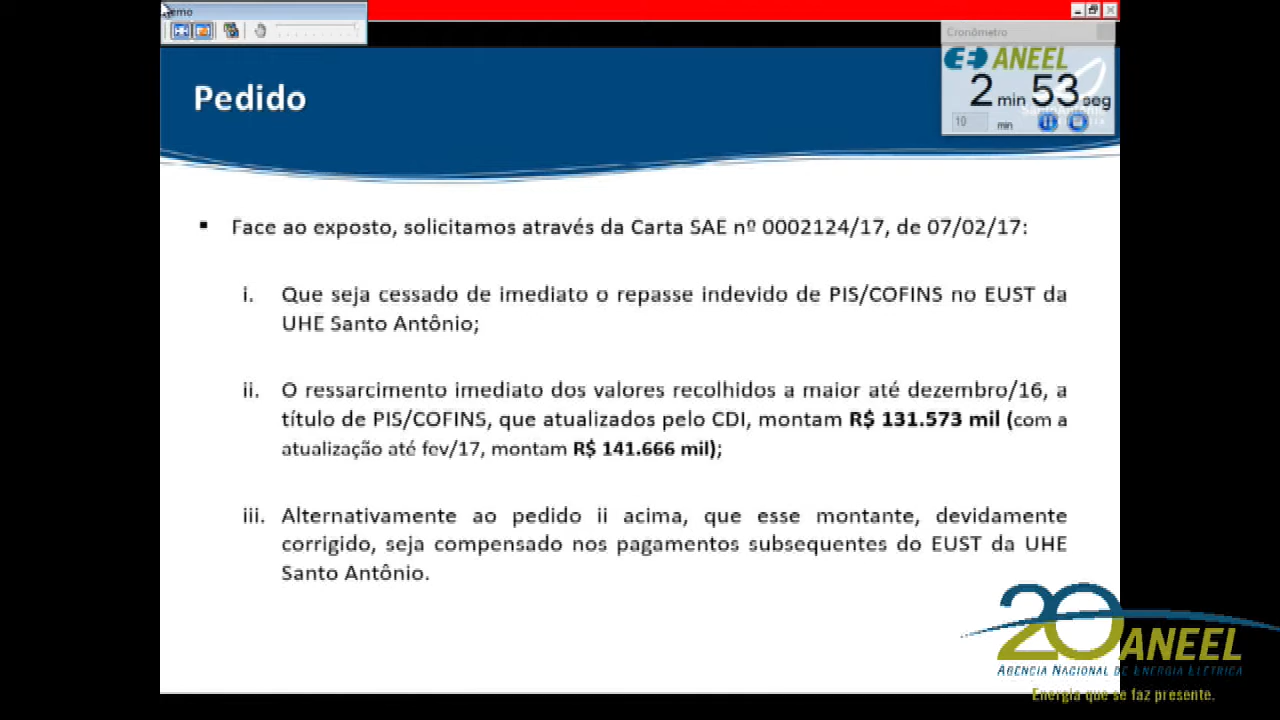 emo
Cronômetro
ANEEL
2 min 53 seg
10 min
Pedido
▪ Face ao exposto, solicitamos através da Carta SAE nº 0002124/17, de 07/02/17:
i. Que seja cessado de imediato o repasse indevido de PIS/COFINS no EUST da
UHE Santo Antônio;
ii. O ressarcimento imediato dos valores recolhidos a maior até dezembro/16, a
título de PIS/COFINS, que atualizados pelo CDI, montam R$ 131.573 mil (com a
atualização até fev/17, montam R$ 141.666 mil);
iii. Alternativamente ao pedido ii acima, que esse montante, devidamente
corrigido, seja compensado nos pagamentos subsequentes do EUST da UHE
Santo Antônio.
20 ANEEL
AGÊNCIA NACIONAL DE ENERGIA ELÉTRICA
Energia que se faz presente.